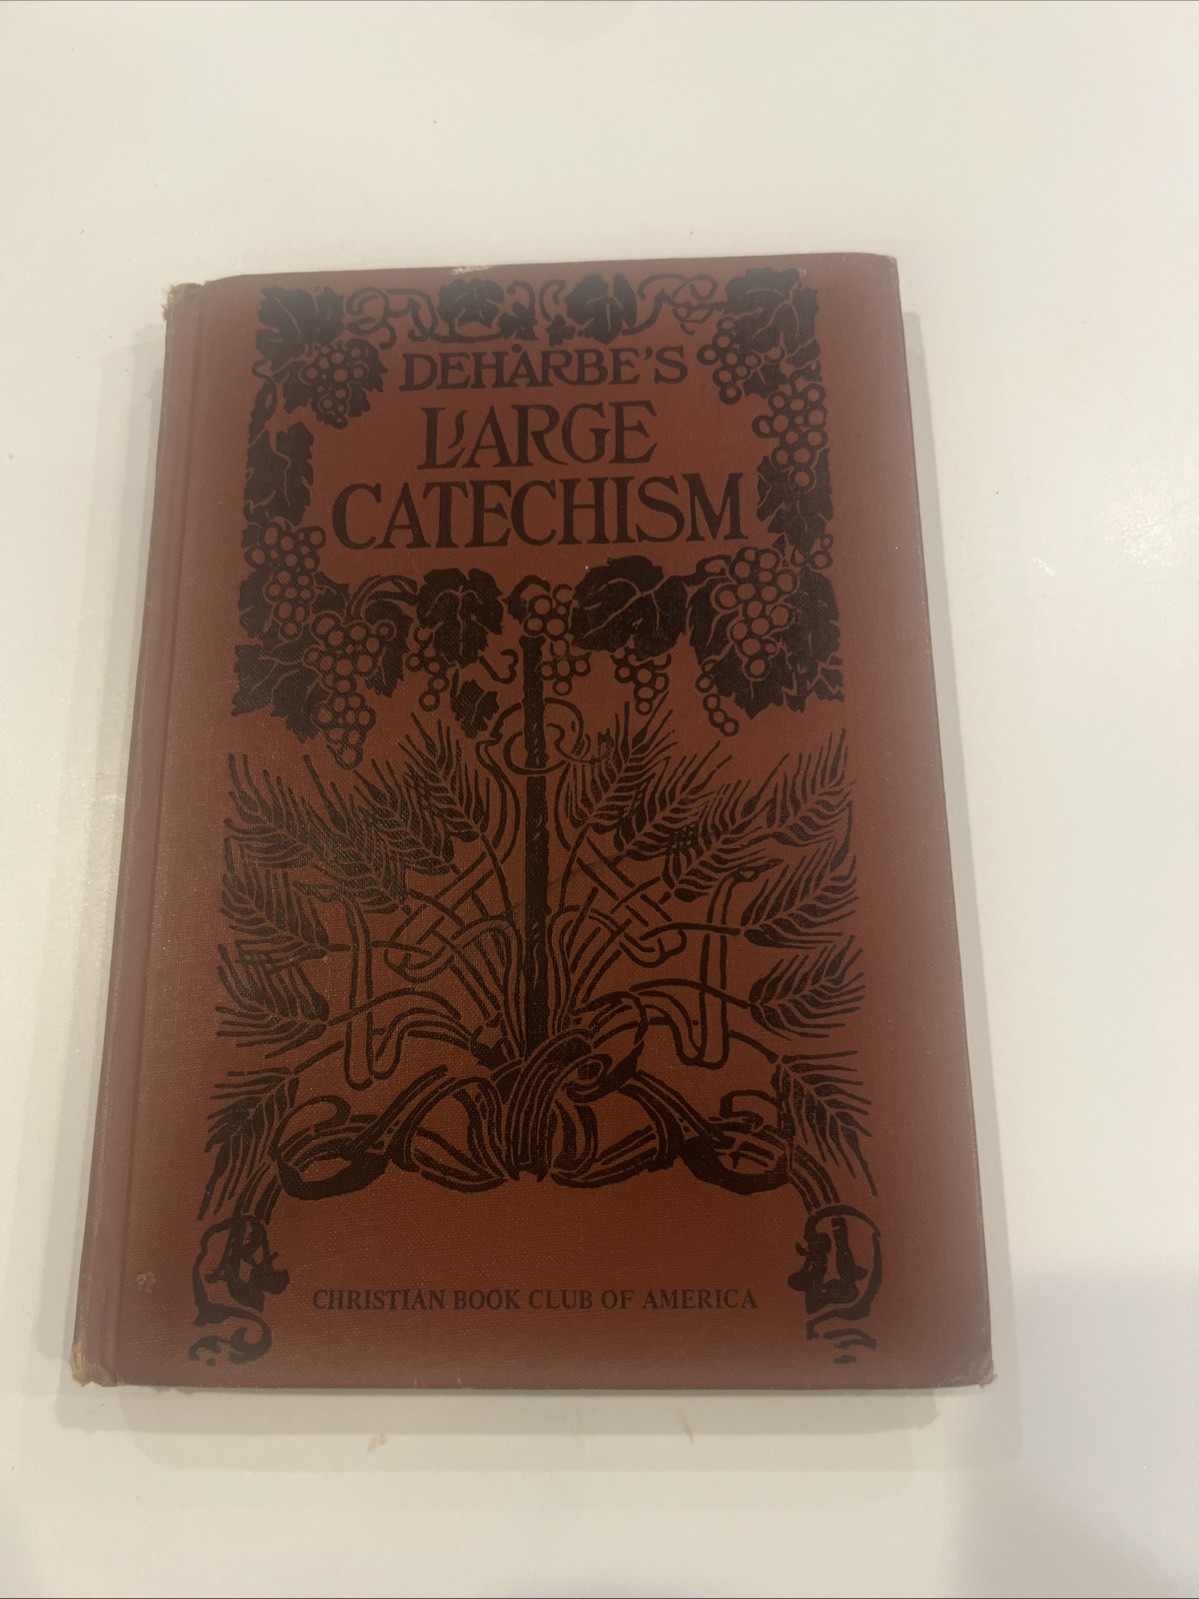 DEHARBE'S
LARGE
CATECHISM
CHRISTIAN BOOK CLUB OF AMERICA